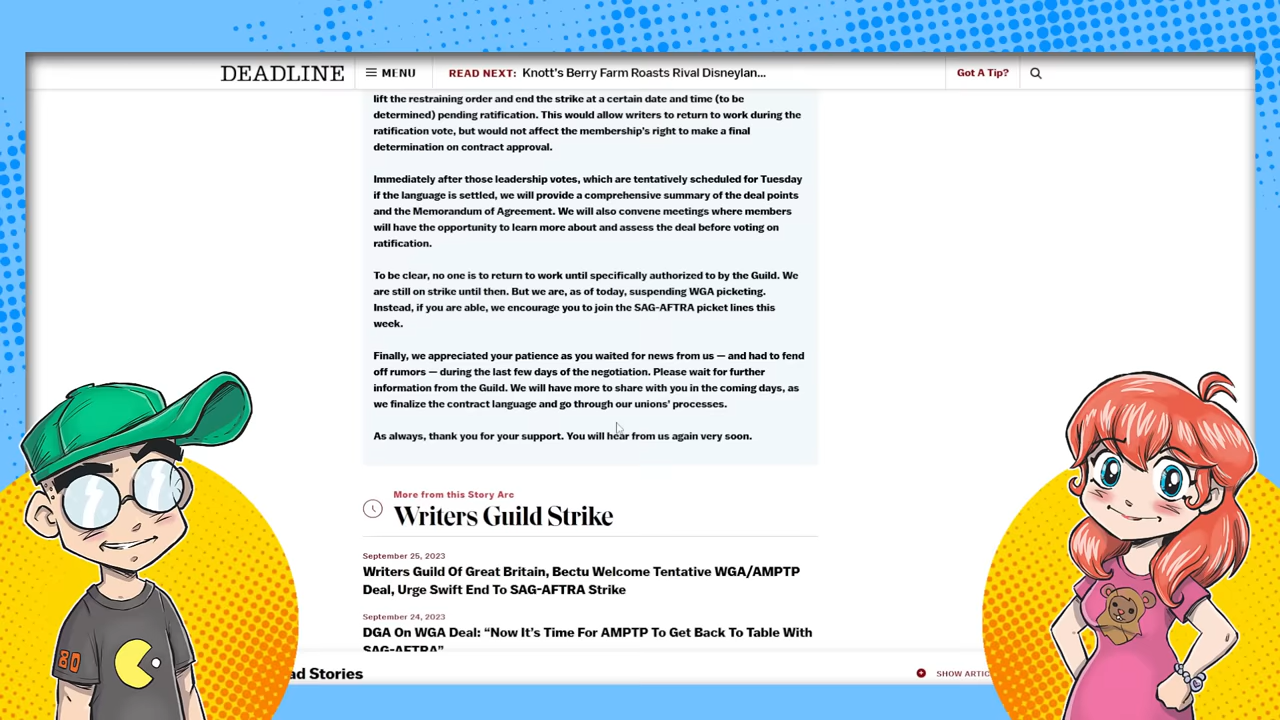 DEADLINE
MENU
READ NEXT: Knott's Berry Farm Roasts Rival Disneylan...
Got A Tip?
lift the restraining order and end the strike at a certain date and time (to be
determined) pending ratification. This would allow writers to return to work during the
ratification vote, but would not affect the membership's right to make a final
determination on contract approval.
Immediately after those leadership votes, which are tentatively scheduled for Tuesday
if the language is settled, we will provide a comprehensive summary of the deal points
and the Memorandum of Agreement. We will also convene meetings where members
will have the opportunity to learn more about and assess the deal before voting on
ratification.
To be clear, no one is to return to work until specifically authorized to by the Guild. We
are still on strike until then. But we are, as of today, suspending WGA picketing.
Instead, if you are able, we encourage you to join the SAG-AFTRA picket lines this
week.
Finally, we appreciated your patience as you waited for news from us — and had to fend
off rumors — during the last few days of the negotiation. Please wait for further
information from the Guild. We will have more to share with you in the coming days, as
we finalize the contract language and go through our unions' processes.
As always, thank you for your support. You will hear from us again very soon.
More from this Story Arc
Writers Guild Strike
September 25, 2023
Writers Guild Of Great Britain, Bectu Welcome Tentative WGA/AMPTP
Deal, Urge Swift End To SAG-AFTRA Strike
September 24, 2023
DGA On WGA Deal: “Now It's Time For AMPTP To Get Back To Table With
SAG-AFTRA”
ad Stories
SHOW ARTIC
80